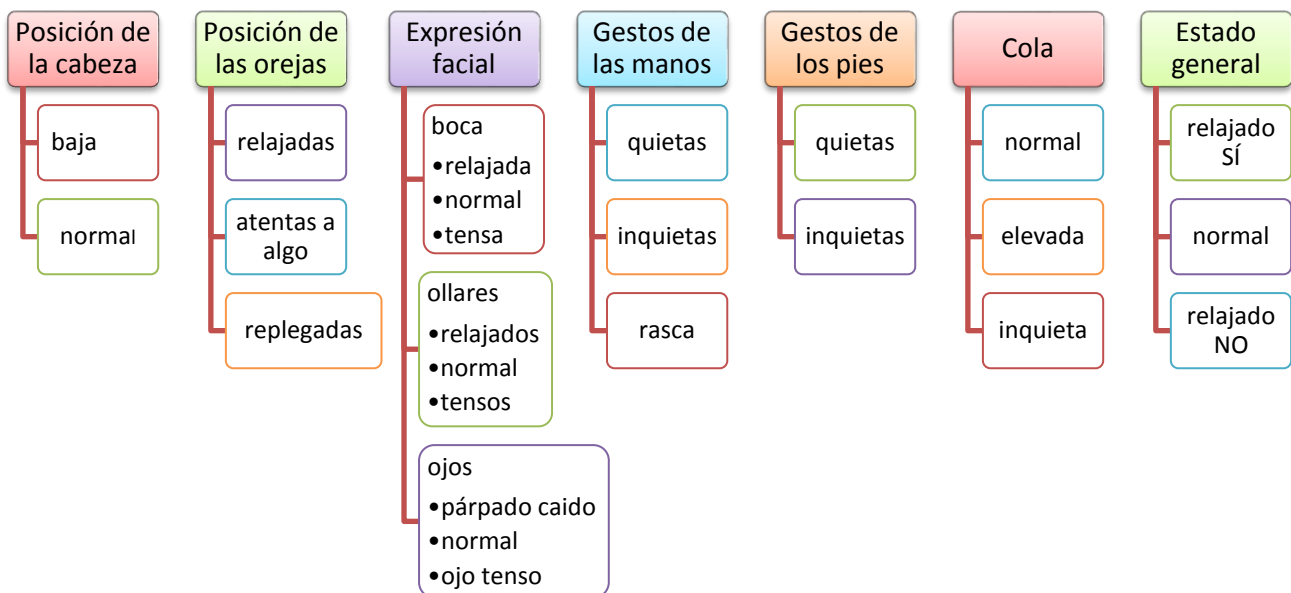 Posición de
la cabeza
baja
normal
Posición de
las orejas
relajadas
atentas a
algo
replegadas
Expresión
facial
boca
•relajada
•normal
•tensa
ollares
•relajados
•normal
•tensos
ojos
•párpado caido
•normal
•ojo tenso
Gestos de
las manos
quietas
inquietas
rasca
Gestos de
los pies
quietas
inquietas
Cola
normal
elevada
inquieta
Estado
general
relajado
SÍ
normal
relajado
NO